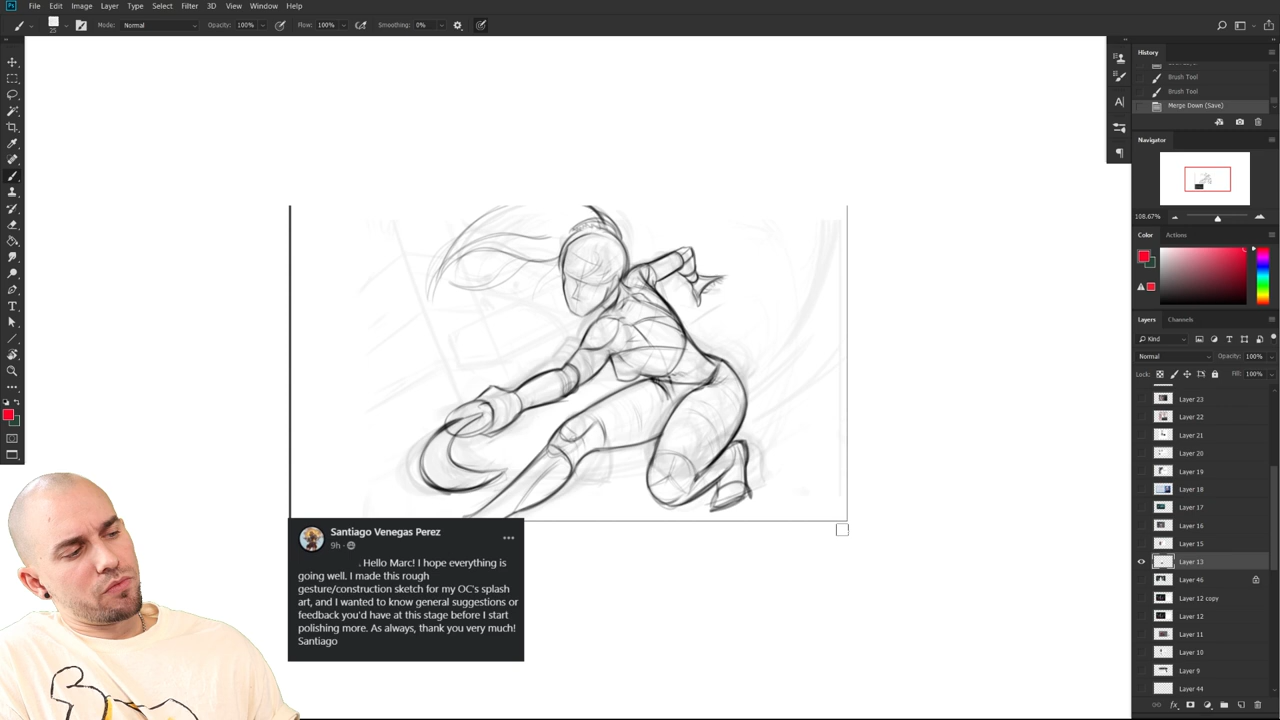 Ps File Edit Image Layer Type Select Filter 3D View Window Help
25 Mode: Normal Opacity: 100% Flow: 100% Smoothing: 0%
History
Brush Tool
Brush Tool
Merge Down (Save)
Navigator
108.67%
Color Actions
Layers Channels
Kind
Normal Opacity: 100%
Lock: Fill: 100%
Layer 23
Layer 22
Layer 21
Layer 20
Layer 19
Layer 18
Layer 17
Layer 16
Layer 15
Layer 13
Layer 46
Layer 12 copy
Layer 12
Layer 11
Layer 10
Layer 9
Layer 44
Santiago Venegas Perez
9h
. Hello Marc! I hope everything is
going well. I made this rough
gesture/construction sketch for my OC's splash
art, and I wanted to know general suggestions or
feedback you'd have at this stage before I start
polishing more. As always, thank you very much!
Santiago